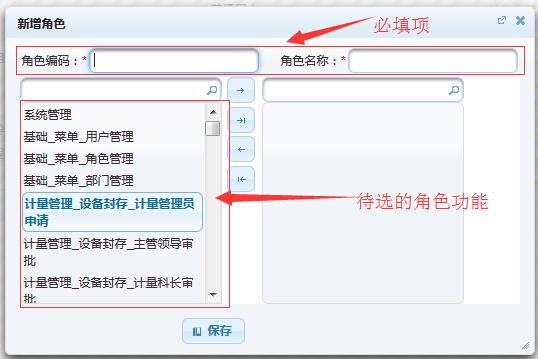 新增角色
必填项
角色编码：* 角色名称：*
系统管理
基础_菜单_用户管理
基础_菜单_角色管理
基础_菜单_部门管理
计量管理_设备封存_计量管理员
申请
待选的角色功能
计量管理_设备封存_主管领导审
批
计量管理_设备封存_计量科长审
批
保存